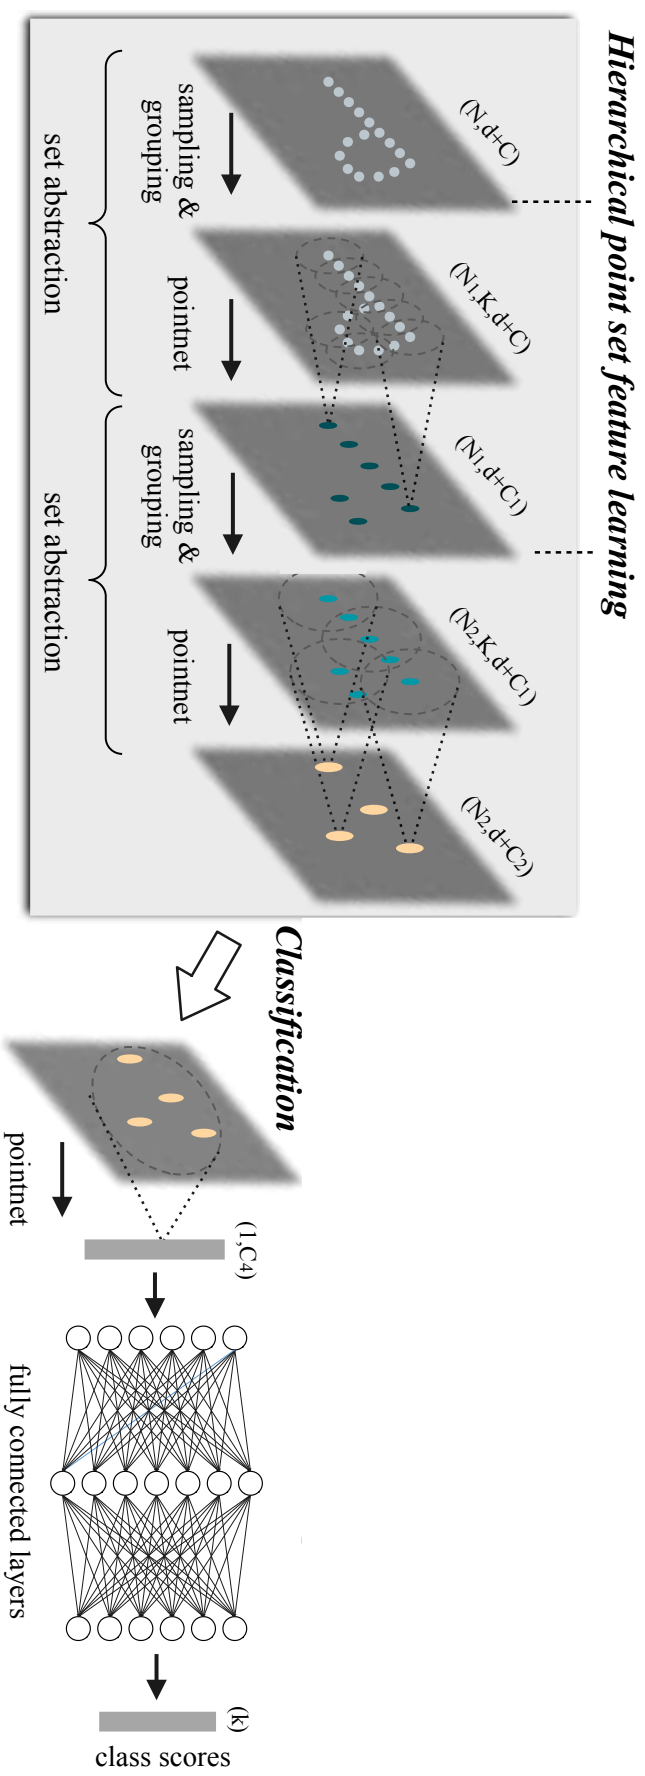 Hierarchical point set feature learning
(N,d+C)
(N1,K,d+C)
(N1,d+C1)
(N2,K,d+C1)
(N2,d+C2)
sampling &
grouping
pointnet
sampling &
grouping
pointnet
set abstraction
set abstraction
Classification
(1,C4)
(k)
pointnet
fully connected layers
class scores